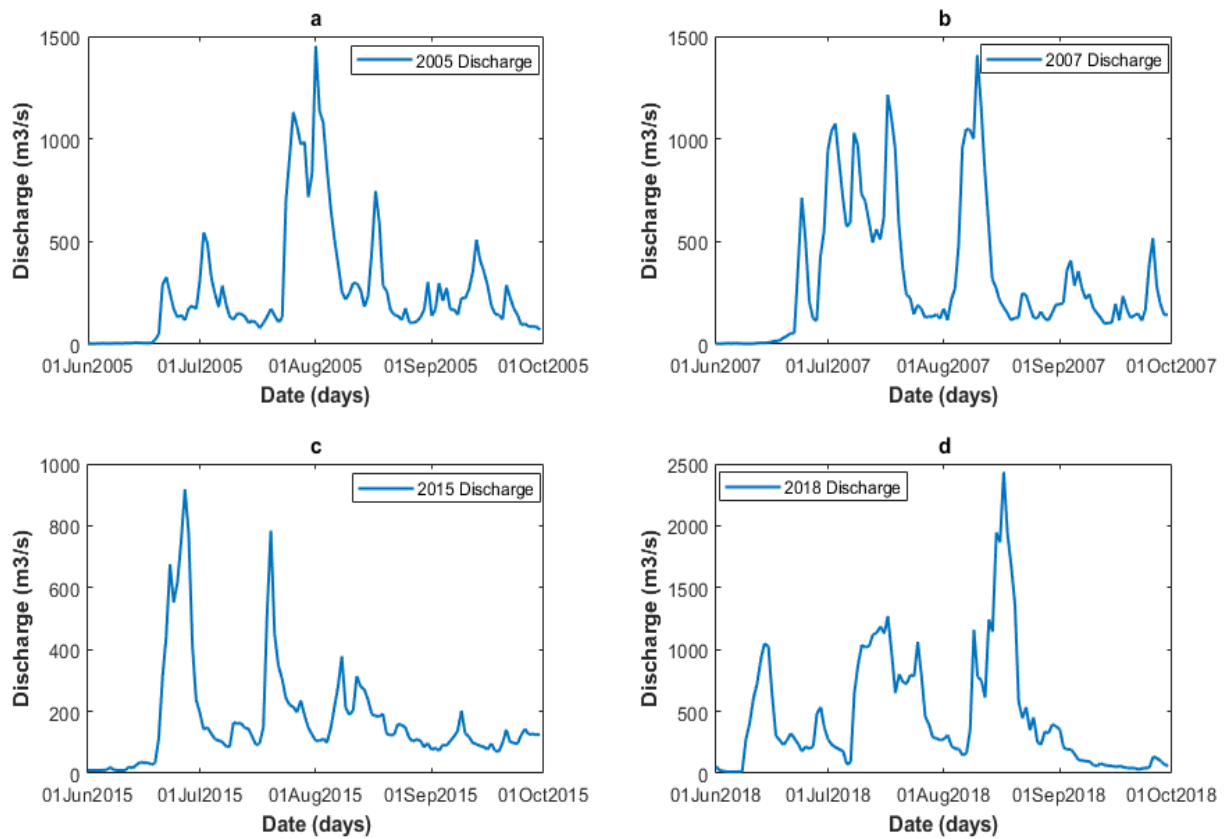 a
2005 Discharge
1500
1000
500
0
Discharge (m3/s)
01Jun2005 01Jul2005 01Aug2005 01Sep2005 01Oct2005
Date (days)
b
2007 Discharge
1500
1000
500
0
Discharge (m3/s)
01Jun2007 01Jul2007 01Aug2007 01Sep2007 01Oct2007
Date (days)
c
2015 Discharge
1000
800
600
400
200
0
Discharge (m3/s)
01Jun2015 01Jul2015 01Aug2015 01Sep2015 01Oct2015
Date (days)
d
2018 Discharge
2500
2000
1500
1000
500
0
Discharge (m3/s)
01Jun2018 01Jul2018 01Aug2018 01Sep2018 01Oct2018
Date (days)